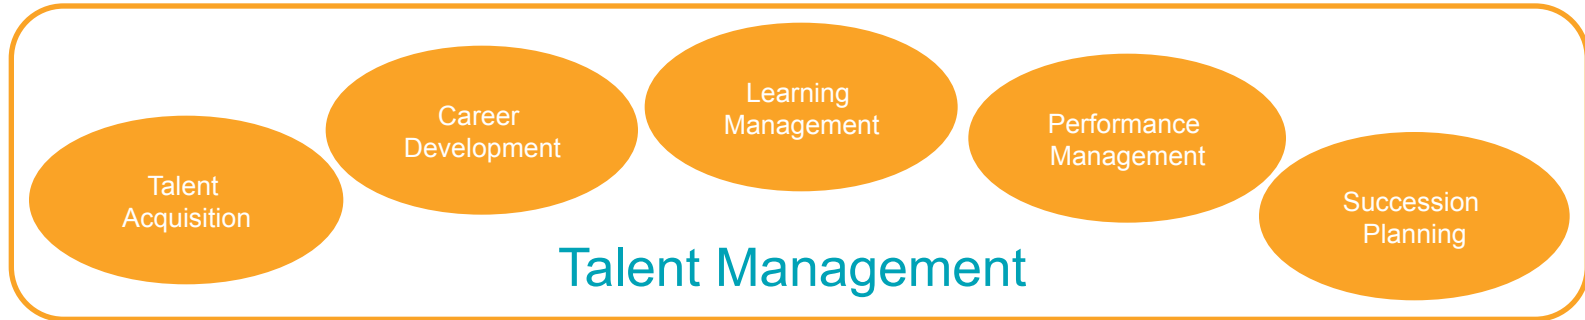 Talent
Acquisition
Career
Development
Learning
Management
Performance
Management
Succession
Planning
Talent Management